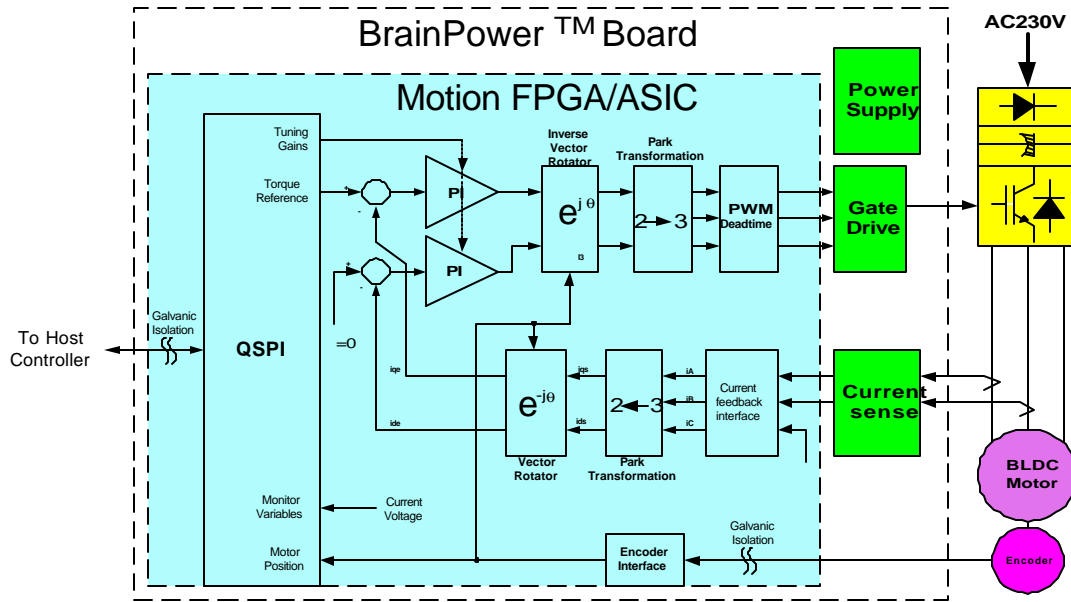 BrainPower ™ Board
AC230V
Motion FPGA/ASIC
Power
Supply
Tuning
Gains
Torque
Reference
+
-
PI
Inverse
Vector
Rotator
e^jθ
I3
Park
Transformation
2 → 3
PWM
Deadtime
Gate
Drive
+
-
PI
=0
To Host
Controller
Galvanic
Isolation
QSPI
iqe
ide
e^-jθ
Vector
Rotator
iqs
ids
2 ← 3
Park
Transformation
iA
iB
iC
Current
feedback
interface
Current
sense
BLDC
Motor
Monitor
Variables
Current
Voltage
Motor
Position
Encoder
Interface
Galvanic
Isolation
Encoder